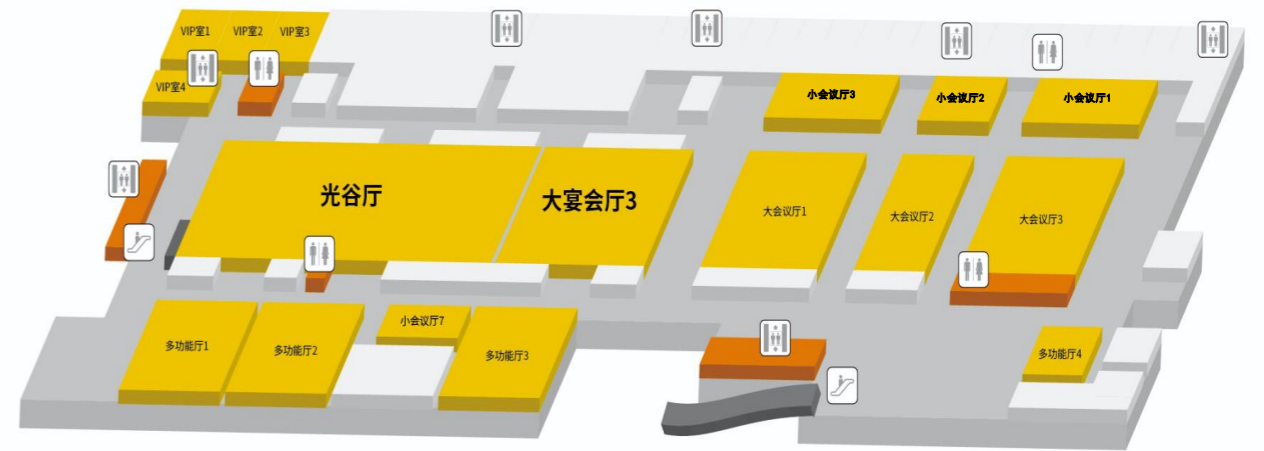 VIP室1
VIP室2
VIP室3
VIP室4
小会议厅3
小会议厅2
小会议厅1
光谷厅
大宴会厅3
大会议厅1
大会议厅2
大会议厅3
多功能厅1
多功能厅2
小会议厅7
多功能厅3
多功能厅4